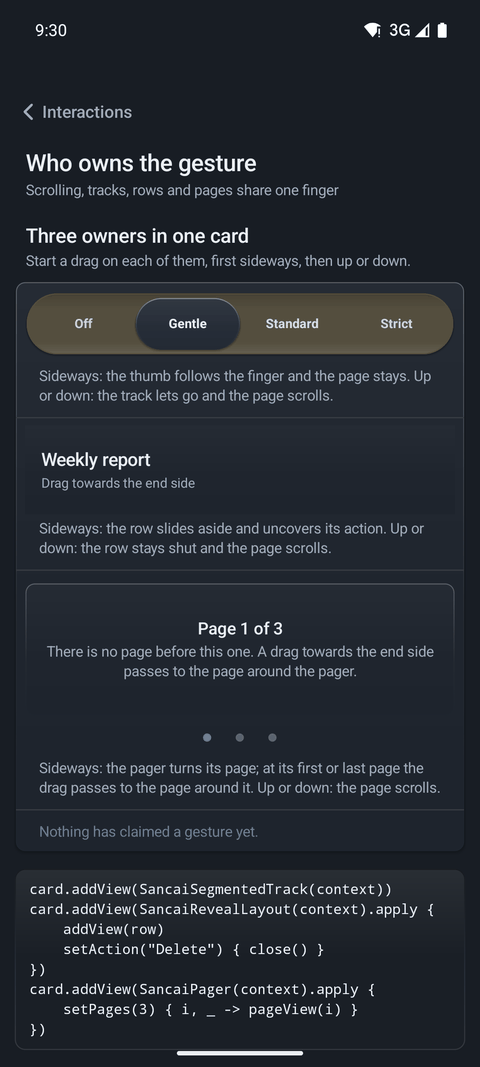 9:30
3G
Interactions
Who owns the gesture
Scrolling, tracks, rows and pages share one finger
Three owners in one card
Start a drag on each of them, first sideways, then up or down.
Off Gentle Standard Strict
Sideways: the thumb follows the finger and the page stays. Up
or down: the track lets go and the page scrolls.
Weekly report
Drag towards the end side
Sideways: the row slides aside and uncovers its action. Up or
down: the row stays shut and the page scrolls.
Page 1 of 3
There is no page before this one. A drag towards the end side
passes to the page around the pager.
Sideways: the pager turns its page; at its first or last page the
drag passes to the page around it. Up or down: the page scrolls.
Nothing has claimed a gesture yet.
card.addView(SancaiSegmentedTrack(context))
card.addView(SancaiRevealLayout(context).apply {
    addView(row)
    setAction("Delete") { close() }
})
card.addView(SancaiPager(context).apply {
    setPages(3) { i, _ -> pageView(i) }
})